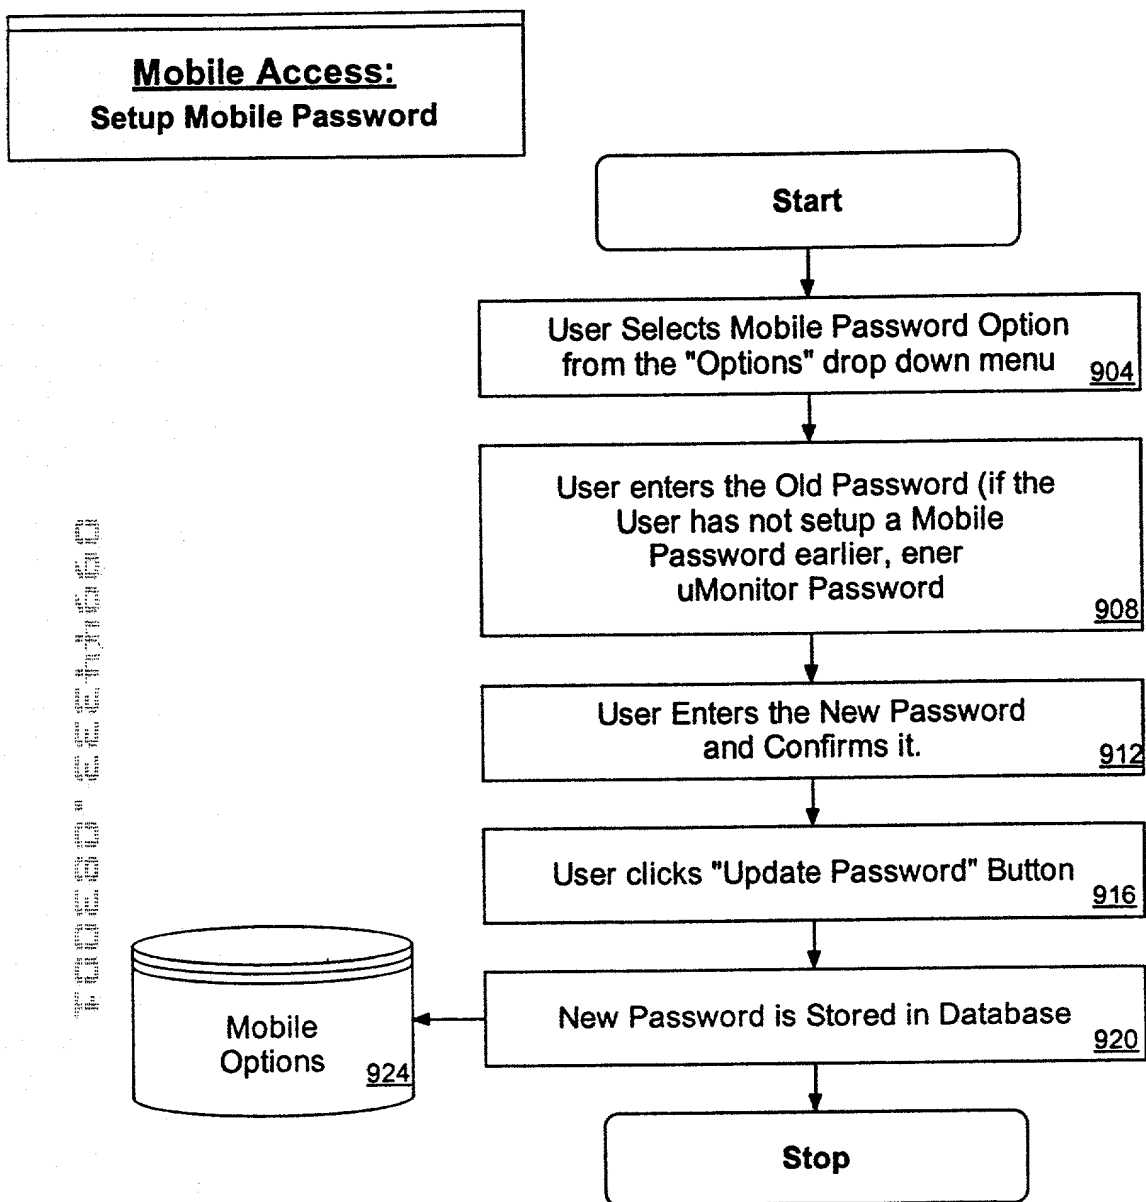 Mobile Access:
Setup Mobile Password
Start
User Selects Mobile Password Option
from the "Options" drop down menu
904
User enters the Old Password (if the
User has not setup a Mobile
Password earlier, ener
uMonitor Password
908
User Enters the New Password
and Confirms it.
912
User clicks "Update Password" Button
916
New Password is Stored in Database
920
Mobile
Options
924
Stop